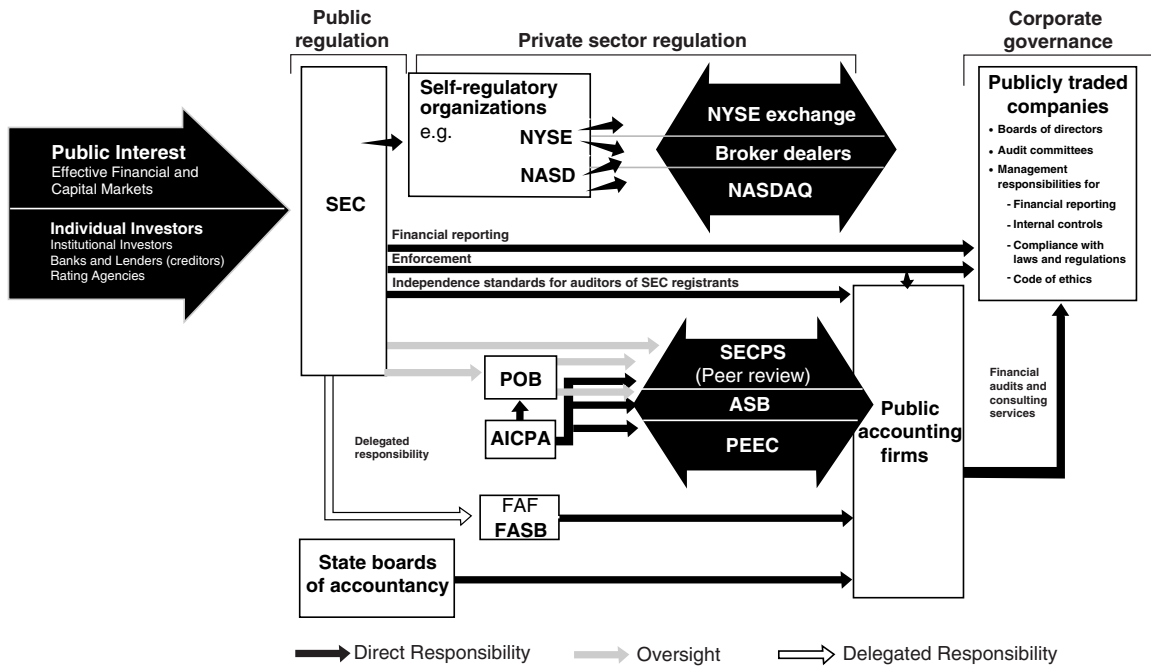 Public
regulation
Private sector regulation
Corporate
governance
Public Interest
Effective Financial and
Capital Markets
Individual Investors
Institutional Investors
Banks and Lenders (creditors)
Rating Agencies
SEC
Self-regulatory
organizations
e.g.
NYSE
NASD
NYSE exchange
Broker dealers
NASDAQ
Publicly traded
companies
• Boards of directors
• Audit committees
• Management
responsibilities for
- Financial reporting
- Internal controls
- Compliance with
laws and regulations
- Code of ethics
Financial reporting
Enforcement
Independence standards for auditors of SEC registrants
POB
AICPA
SECPS
(Peer review)
ASB
PEEC
Public
accounting
firms
Financial
audits and
consulting
services
Delegated
responsibility
FAF
FASB
State boards
of accountancy
Direct Responsibility
Oversight
Delegated Responsibility